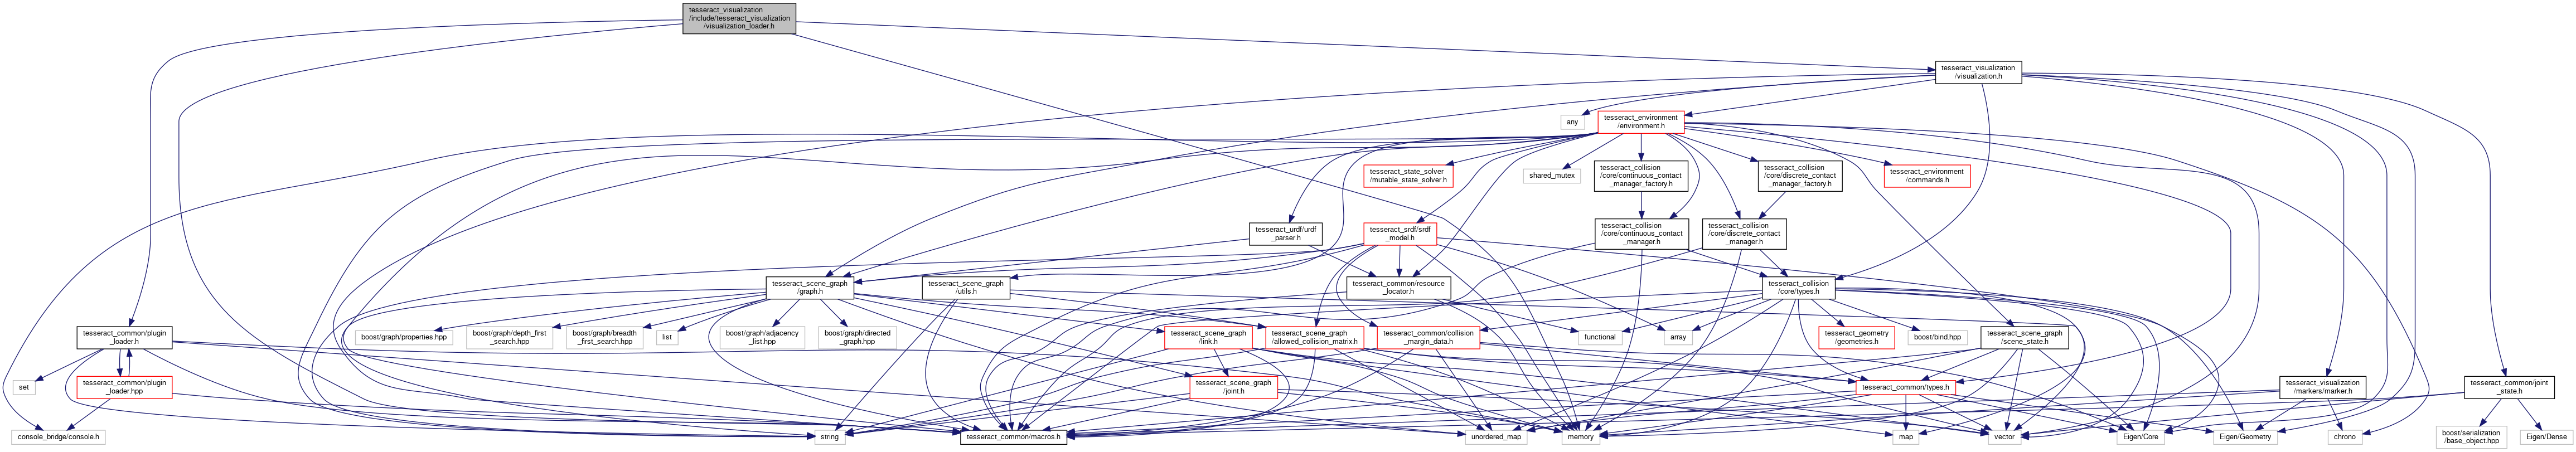 tesseract_visualization
/include/tesseract_visualization
/visualization_loader.h
tesseract_visualization
/visualization.h
any
tesseract_environment
/environment.h
tesseract_state_solver
/mutable_state_solver.h
shared_mutex
tesseract_collision
/core/continuous_contact
_manager_factory.h
tesseract_collision
/core/discrete_contact
_manager_factory.h
tesseract_environment
/commands.h
tesseract_urdf/urdf
_parser.h
tesseract_srdf/srdf
_model.h
tesseract_collision
/core/continuous_contact
_manager.h
tesseract_collision
/core/discrete_contact
_manager.h
tesseract_scene_graph
/graph.h
tesseract_scene_graph
/utils.h
tesseract_common/resource
_locator.h
tesseract_collision
/core/types.h
tesseract_common/plugin
_loader.h
boost/graph/properties.hpp
boost/graph/depth_first
_search.hpp
boost/graph/breadth
_first_search.hpp
list
boost/graph/adjacency
_list.hpp
boost/graph/directed
_graph.hpp
tesseract_scene_graph
/link.h
tesseract_scene_graph
/allowed_collision_matrix.h
tesseract_common/collision
_margin_data.h
functional
array
tesseract_geometry
/geometries.h
boost/bind.hpp
tesseract_scene_graph
/scene_state.h
set
tesseract_common/plugin
_loader.hpp
tesseract_scene_graph
/joint.h
tesseract_common/types.h
tesseract_visualization
/markers/marker.h
tesseract_common/joint
_state.h
console_bridge/console.h
string
tesseract_common/macros.h
unordered_map
memory
map
vector
Eigen/Core
Eigen/Geometry
chrono
boost/serialization
/base_object.hpp
Eigen/Dense